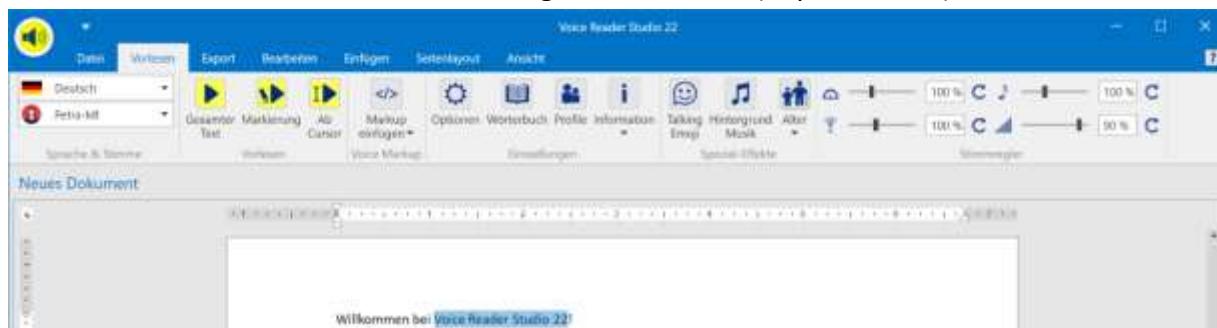 Voice Reader Studio 22
Datei Vorlesen Export Bearbeiten Einfügen Seitenlayout Ansicht
Deutsch
Petra-Ml
Gesamter Text Markierung Ab Cursor Markup einfügen Optionen Wörterbuch Profile Information Talking Emoji Hintergrund Musik Alter
100 % 100 %
100 % 90 %
Sprache & Stimme Vorlesen Voice Markup Einstellungen Spezial-Effekte Stimmregler
Neues Dokument
Willkommen bei Voice Reader Studio 22!